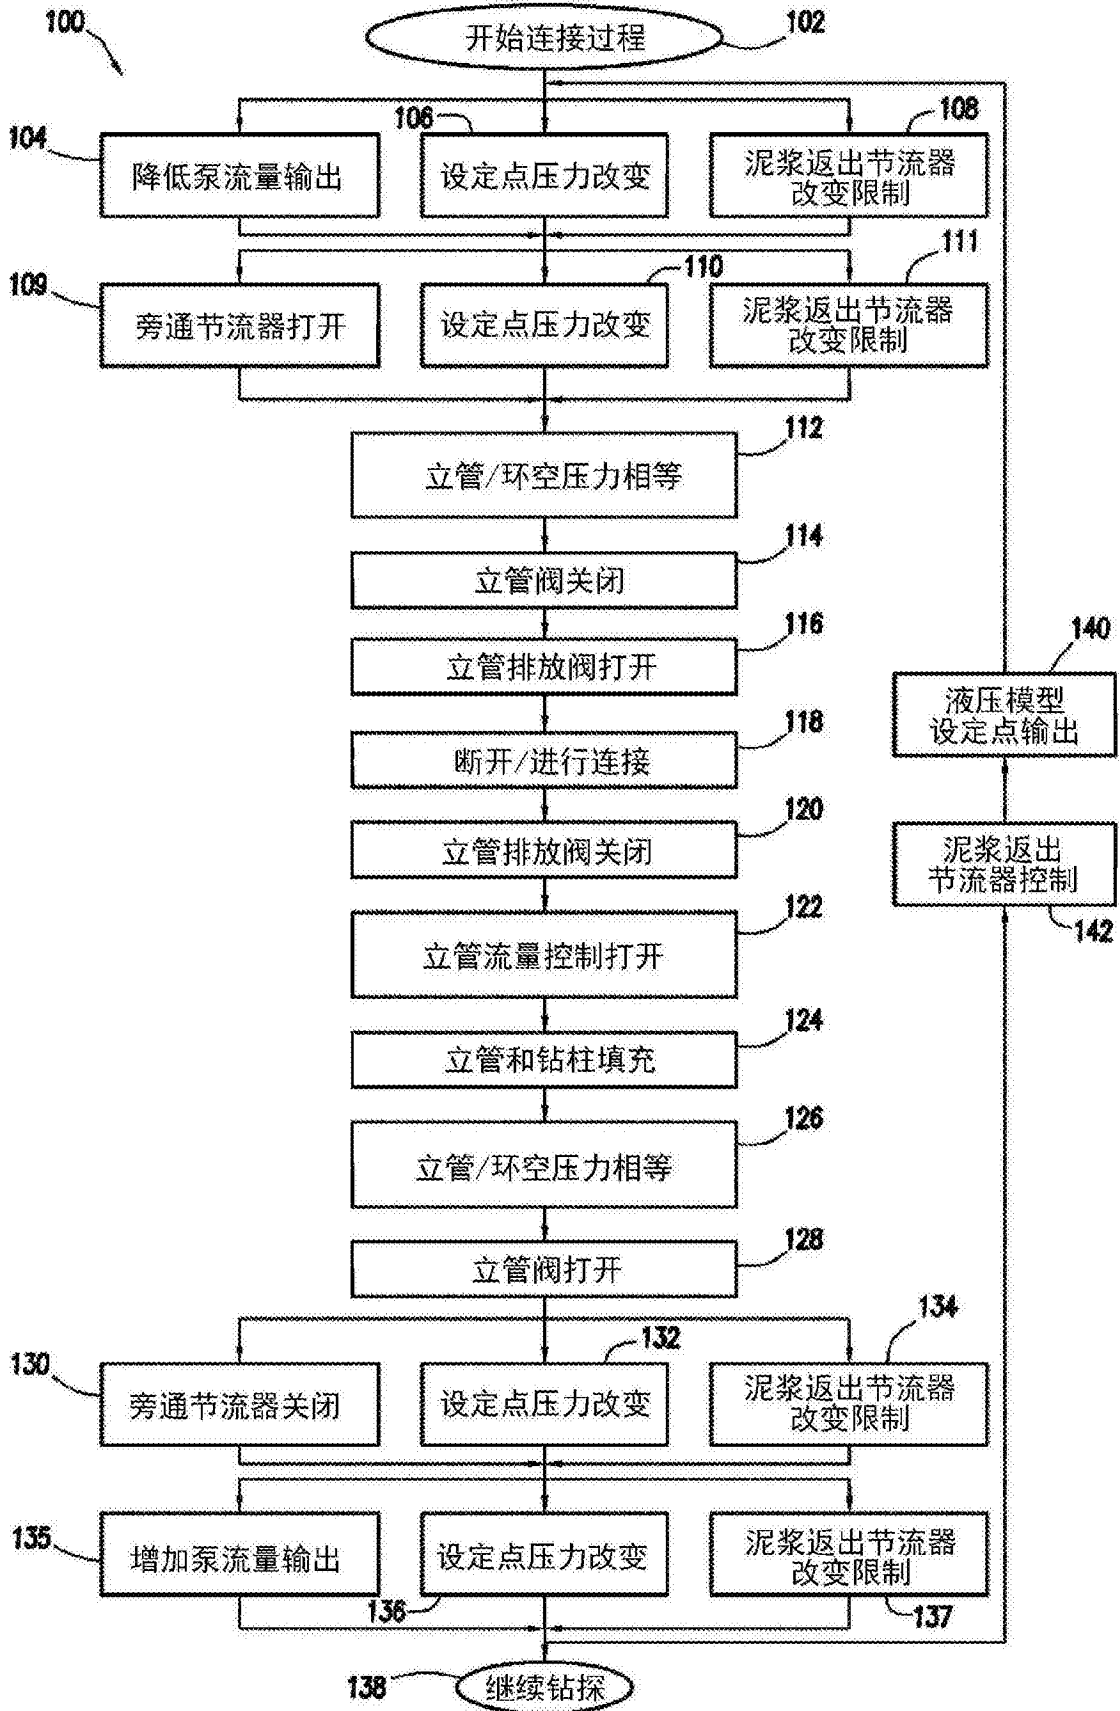 100
开始连接过程
102
104
降低泵流量输出
106
设定点压力改变
108
泥浆返出节流器
改变限制
109
旁通节流器打开
110
设定点压力改变
111
泥浆返出节流器
改变限制
112
立管/环空压力相等
114
立管阀关闭
116
立管排放阀打开
118
断开/进行连接
120
立管排放阀关闭
122
立管流量控制打开
124
立管和钻柱填充
126
立管/环空压力相等
128
立管阀打开
130
旁通节流器关闭
132
设定点压力改变
134
泥浆返出节流器
改变限制
135
增加泵流量输出
136
设定点压力改变
137
泥浆返出节流器
改变限制
138
继续钻探
140
液压模型
设定点输出
泥浆返出
节流器控制
142